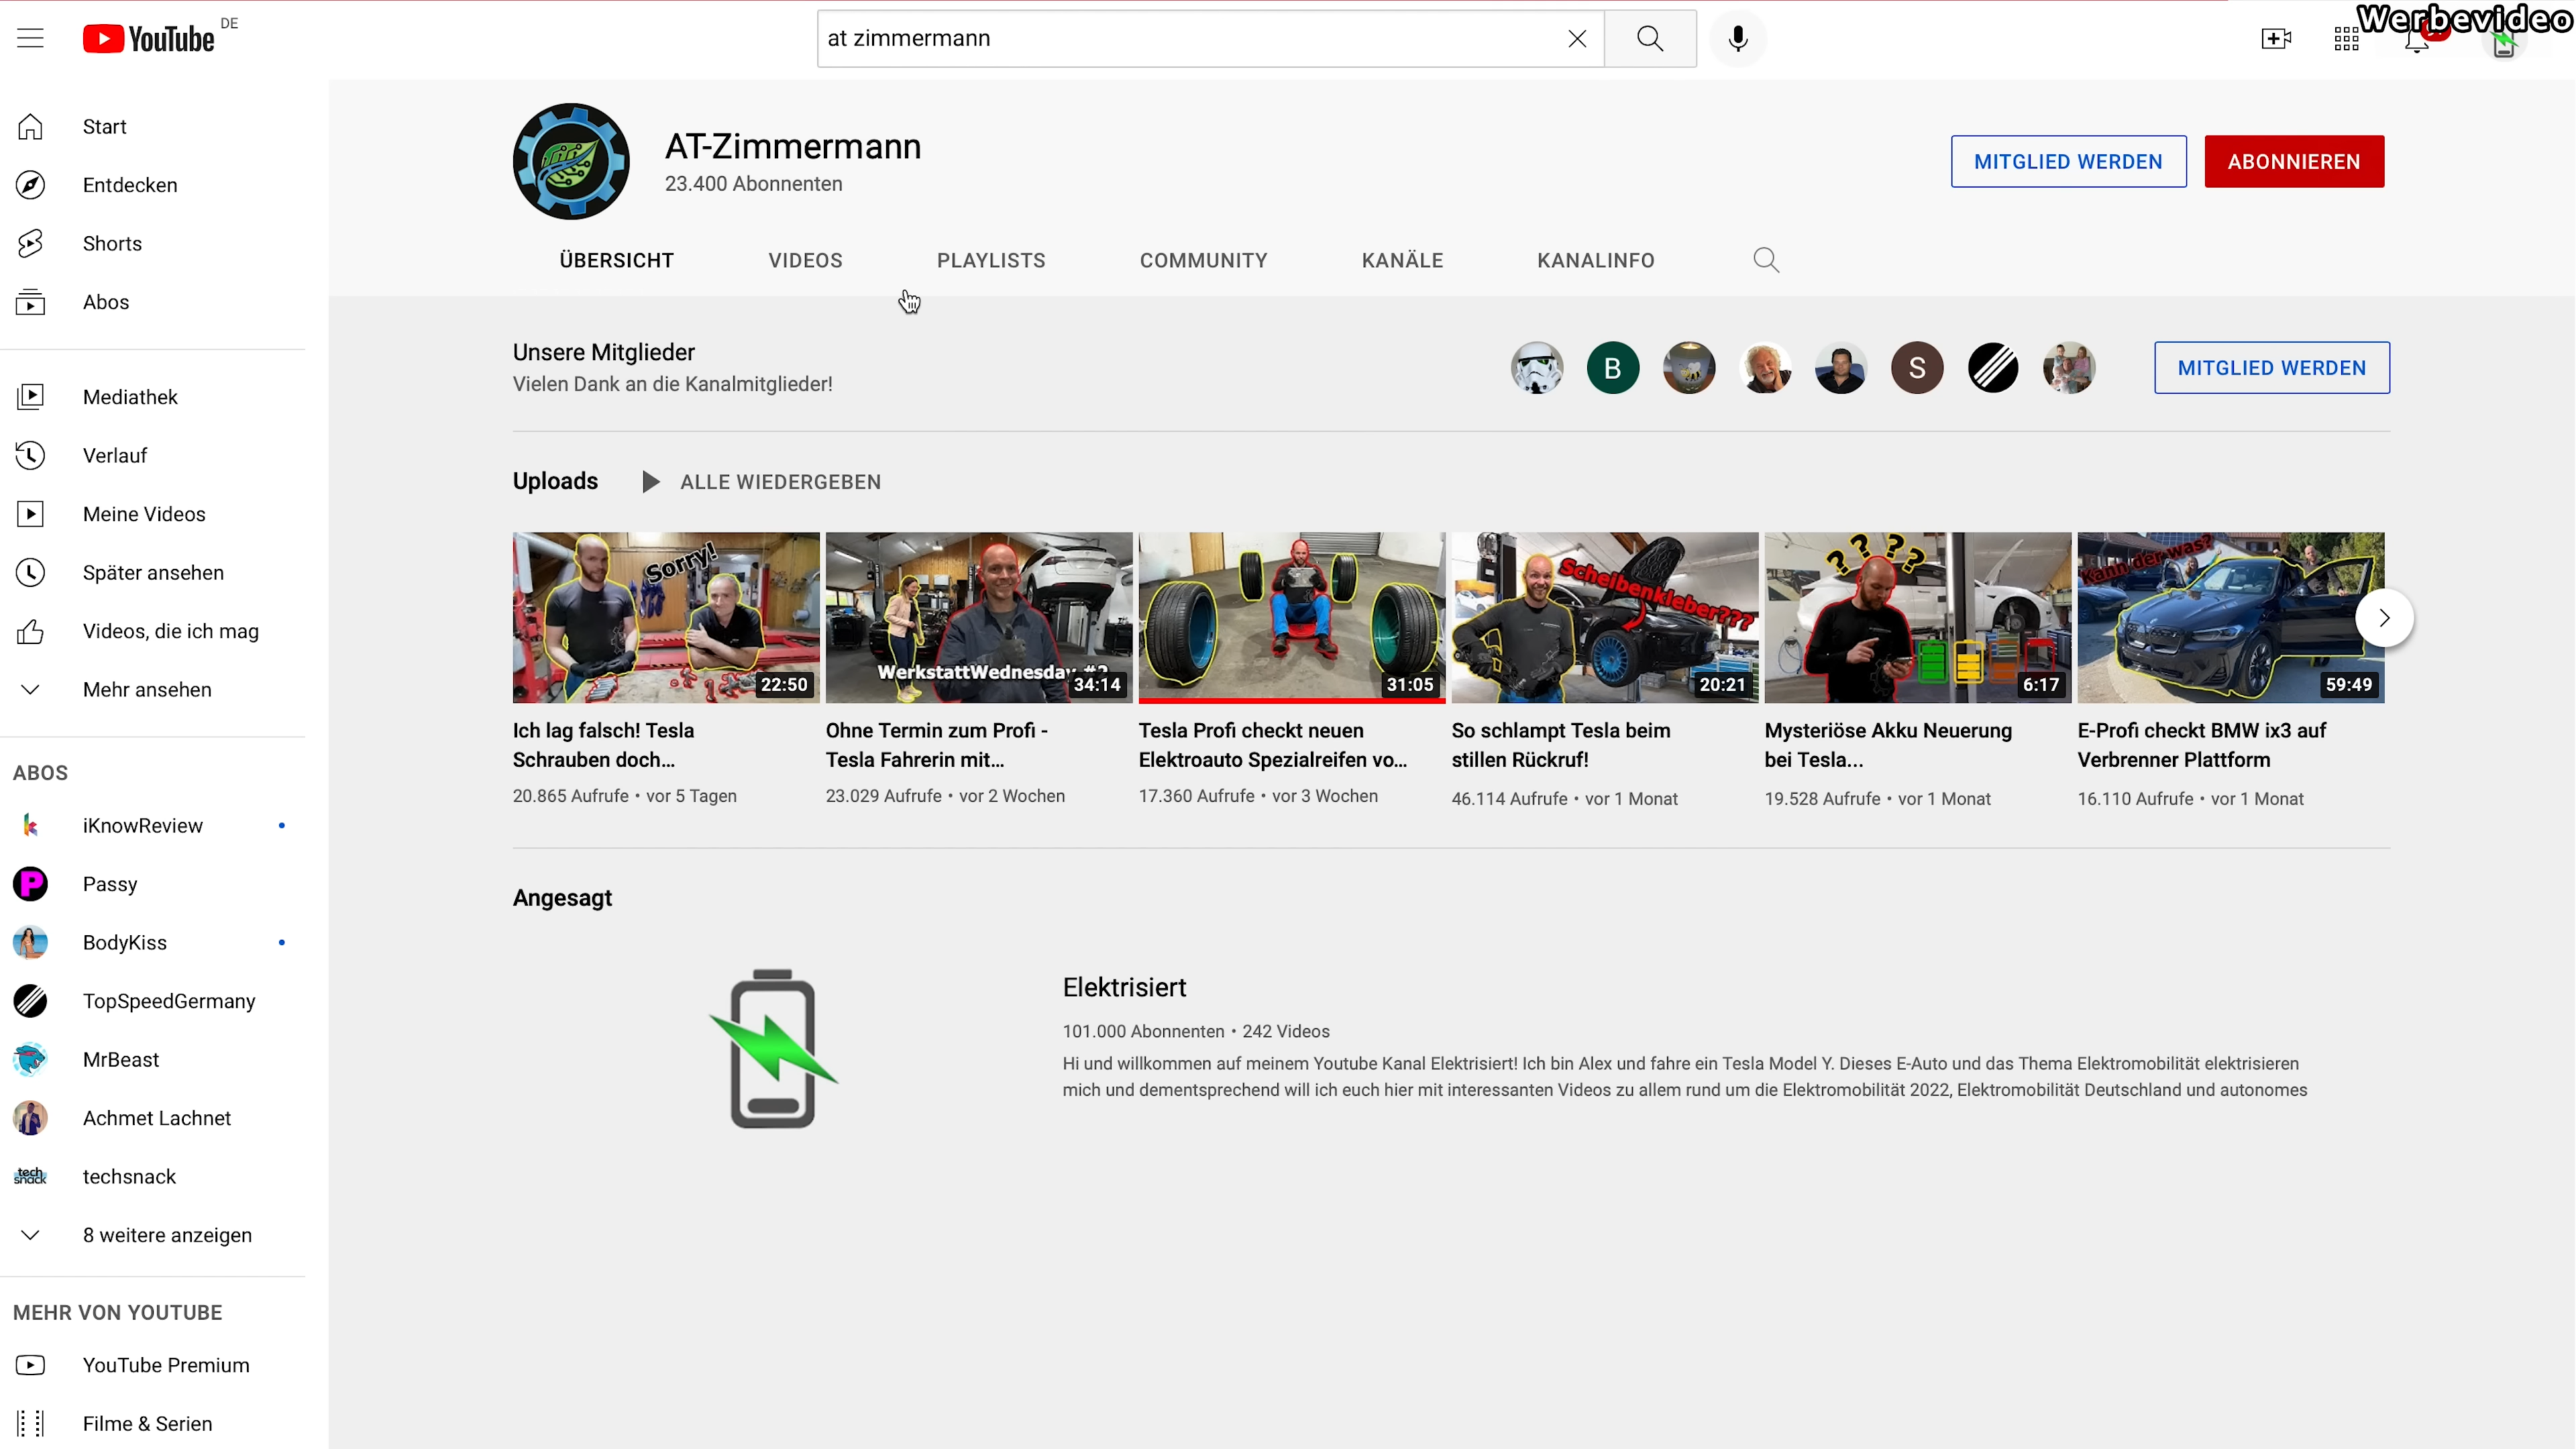 YouTube DE
at zimmermann
Werbevideo
Start
Entdecken
Shorts
Abos
Mediathek
Verlauf
Meine Videos
Später ansehen
Videos, die ich mag
Mehr ansehen
ABOS
iKnowReview
Passy
BodyKiss
TopSpeedGermany
MrBeast
Achmet Lachnet
tech snack
techsnack
8 weitere anzeigen
MEHR VON YOUTUBE
YouTube Premium
Filme & Serien
AT-Zimmermann
23.400 Abonnenten
MITGLIED WERDEN
ABONNIEREN
ÜBERSICHT
VIDEOS
PLAYLISTS
COMMUNITY
KANÄLE
KANALINFO
Unsere Mitglieder
Vielen Dank an die Kanalmitglieder!
B
S
MITGLIED WERDEN
Uploads
ALLE WIEDERGEBEN
Sorry!
22:50
Ich lag falsch! Tesla
Schrauben doch...
20.865 Aufrufe • vor 5 Tagen
WerkstattWednesday #2
34:14
Ohne Termin zum Profi -
Tesla Fahrerin mit...
23.029 Aufrufe • vor 2 Wochen
31:05
Tesla Profi checkt neuen
Elektroauto Spezialreifen vo...
17.360 Aufrufe • vor 3 Wochen
Scheibenkleber???
20:21
So schlampt Tesla beim
stillen Rückruf!
46.114 Aufrufe • vor 1 Monat
? ? ? ?
6:17
Mysteriöse Akku Neuerung
bei Tesla...
19.528 Aufrufe • vor 1 Monat
Kann der was?
59:49
E-Profi checkt BMW ix3 auf
Verbrenner Plattform
16.110 Aufrufe • vor 1 Monat
Angesagt
Elektrisiert
101.000 Abonnenten • 242 Videos
Hi und willkommen auf meinem Youtube Kanal Elektrisiert! Ich bin Alex und fahre ein Tesla Model Y. Dieses E-Auto und das Thema Elektromobilität elektrisieren
mich und dementsprechend will ich euch hier mit interessanten Videos zu allem rund um die Elektromobilität 2022, Elektromobilität Deutschland und autonomes